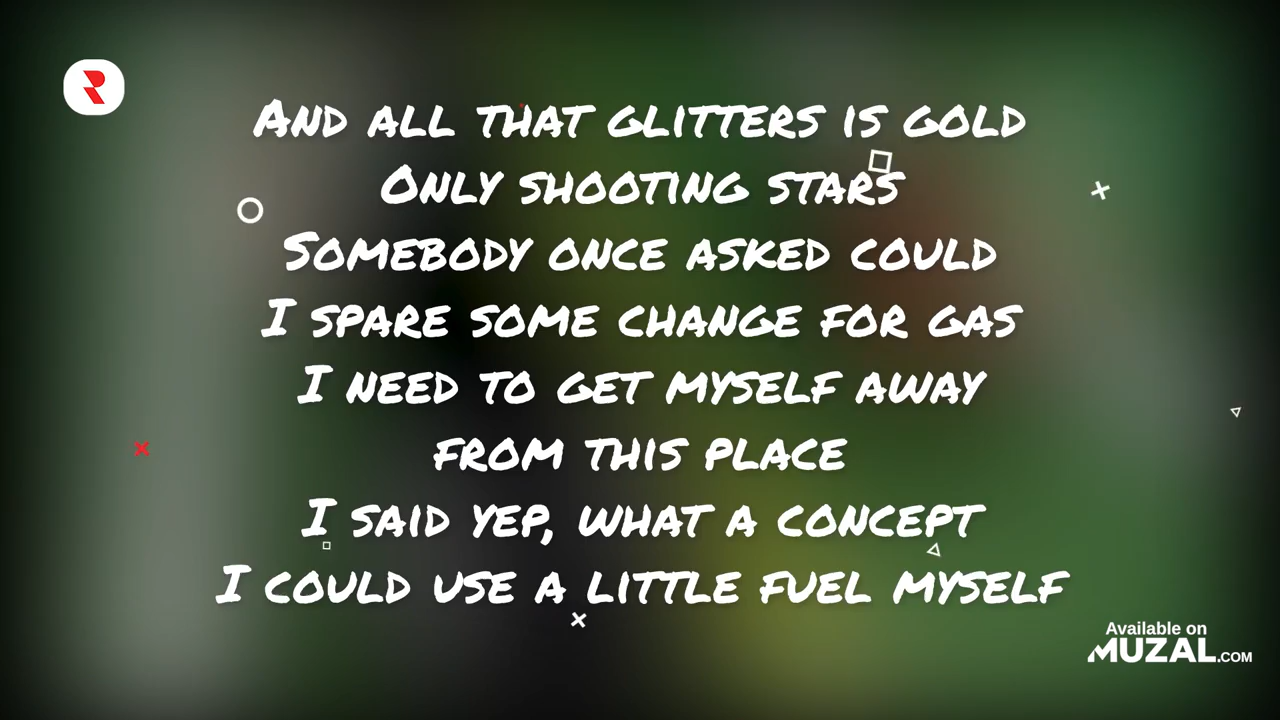 And all that glitters is gold
Only shooting stars
Somebody once asked could
I spare some change for gas
I need to get myself away
from this place
I said yep, what a concept
I could use a little fuel myself
Available on
MUZAL.COM